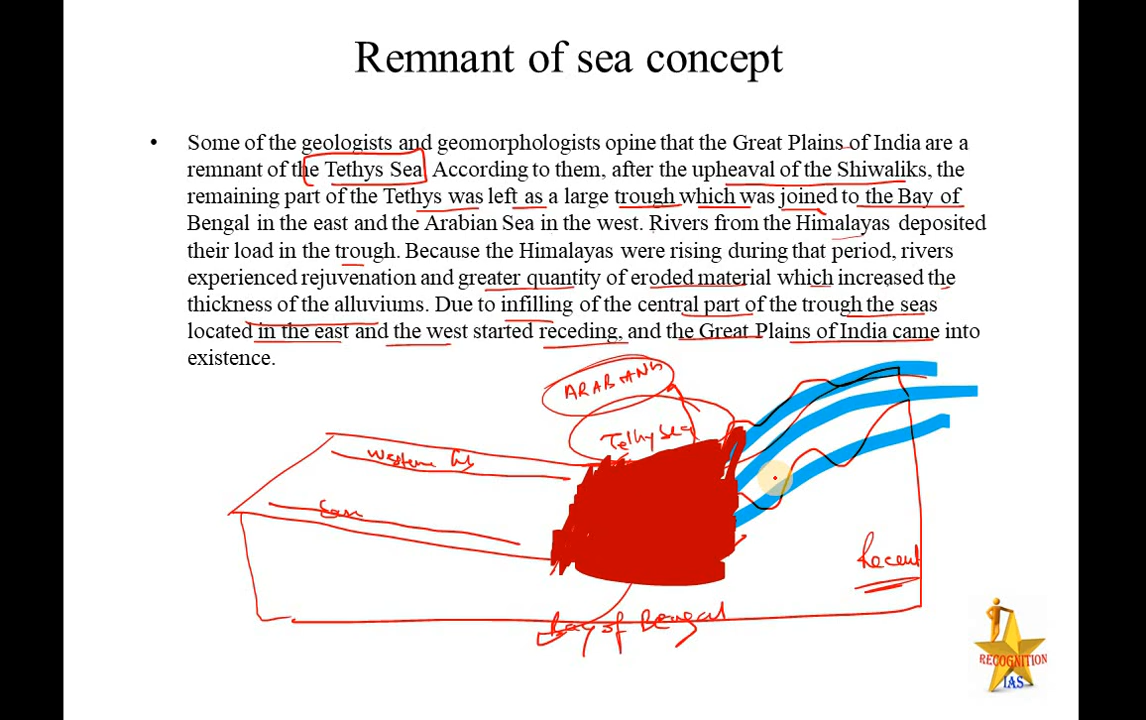 Remnant of sea concept
• Some of the geologists and geomorphologists opine that the Great Plains of India are a
remnant of the Tethys Sea. According to them, after the upheaval of the Shiwaliks, the
remaining part of the Tethys was left as a large trough which was joined to the Bay of
Bengal in the east and the Arabian Sea in the west. Rivers from the Himalayas deposited
their load in the trough. Because the Himalayas were rising during that period, rivers
experienced rejuvenation and greater quantity of eroded material which increased the
thickness of the alluviums. Due to infilling of the central part of the trough the seas
located in the east and the west started receding, and the Great Plains of India came into
existence.
Tethy Sea
Western
Recent
Bay of Bengal
RECOGNITION
IAS